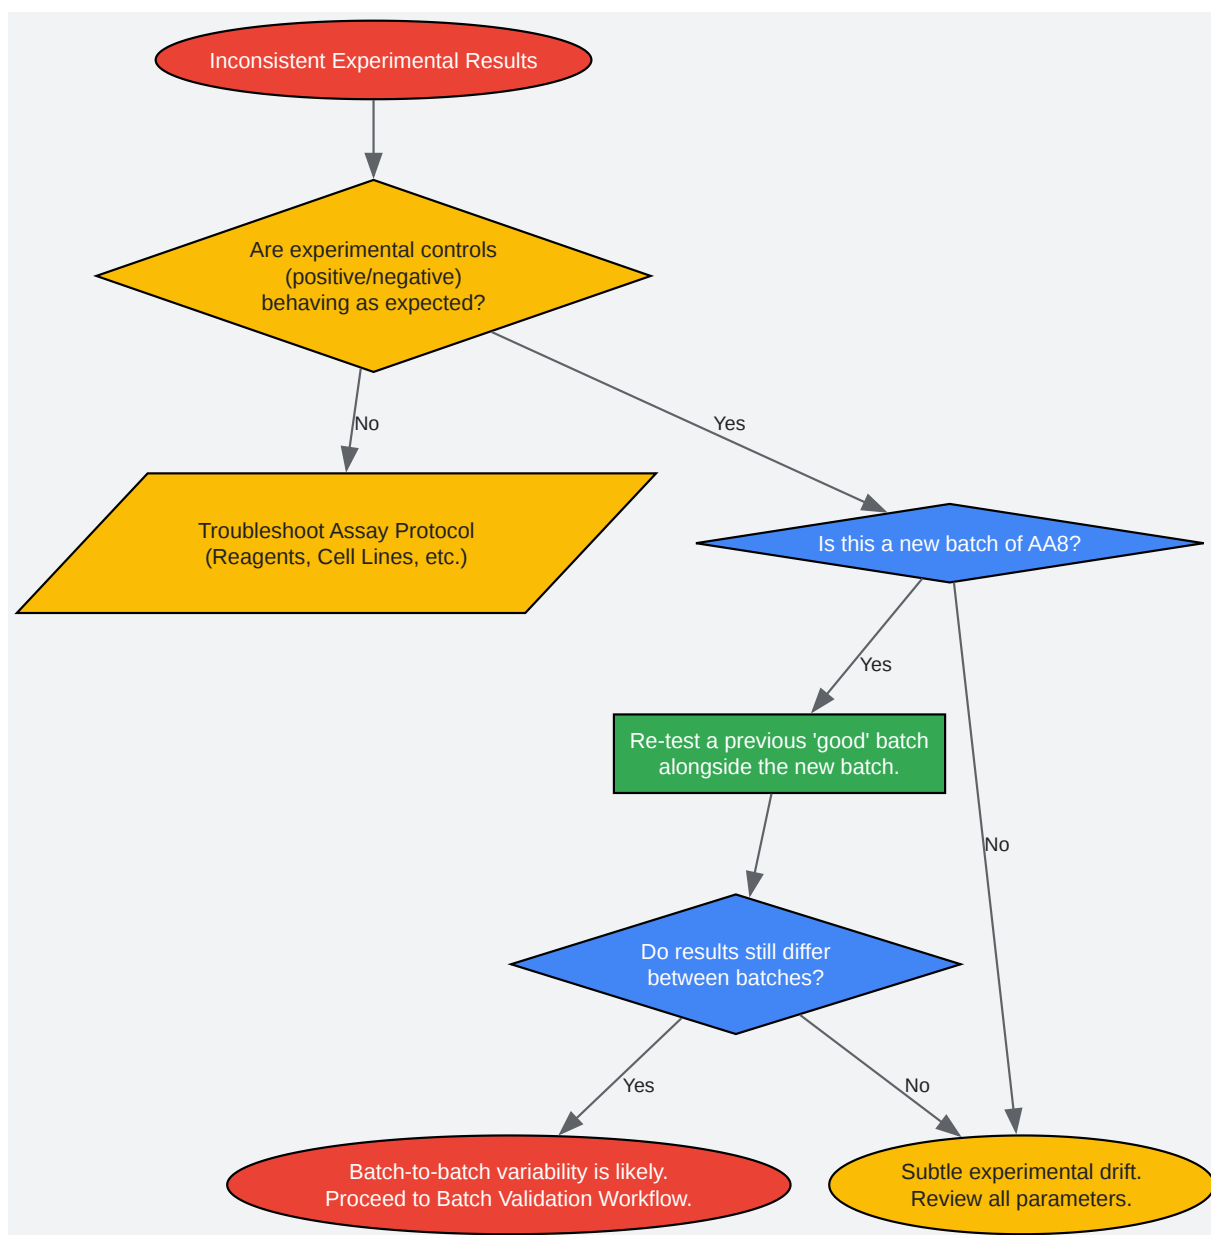 Inconsistent Experimental Results
Are experimental controls
(positive/negative)
behaving as expected?
No
Yes
Troubleshoot Assay Protocol
(Reagents, Cell Lines, etc.)
Is this a new batch of AA8?
Yes
Re-test a previous 'good' batch
alongside the new batch.
No
Do results still differ
between batches?
Yes
No
Batch-to-batch variability is likely.
Proceed to Batch Validation Workflow.
Subtle experimental drift.
Review all parameters.